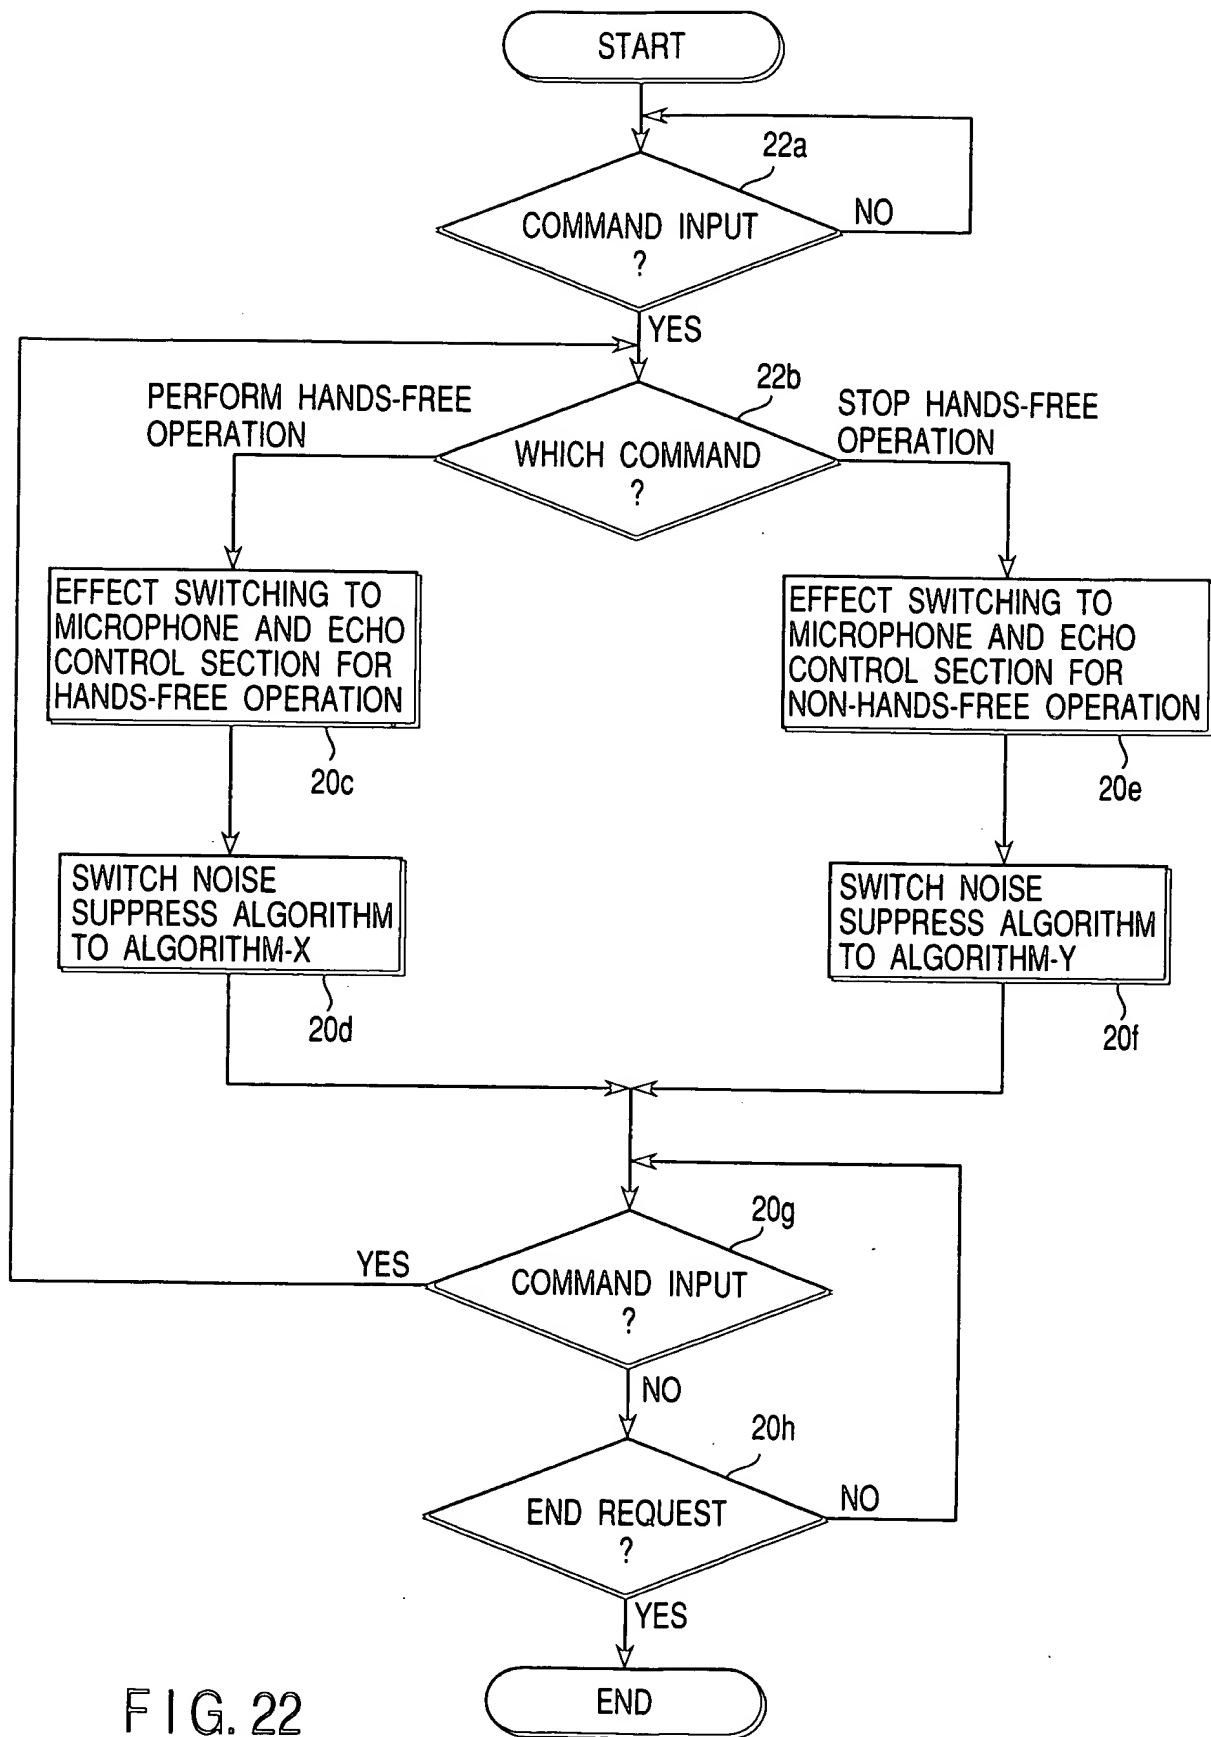 START
22a
NO
COMMAND INPUT
?
YES
22b
PERFORM HANDS-FREE
OPERATION
STOP HANDS-FREE
OPERATION
WHICH COMMAND
?
EFFECT SWITCHING TO
MICROPHONE AND ECHO
CONTROL SECTION FOR
HANDS-FREE OPERATION
20c
EFFECT SWITCHING TO
MICROPHONE AND ECHO
CONTROL SECTION FOR
NON-HANDS-FREE OPERATION
20e
SWITCH NOISE
SUPPRESS ALGORITHM
TO ALGORITHM-X
20d
SWITCH NOISE
SUPPRESS ALGORITHM
TO ALGORITHM-Y
20f
20g
YES
COMMAND INPUT
?
NO
20h
NO
END REQUEST
?
YES
END
FIG. 22